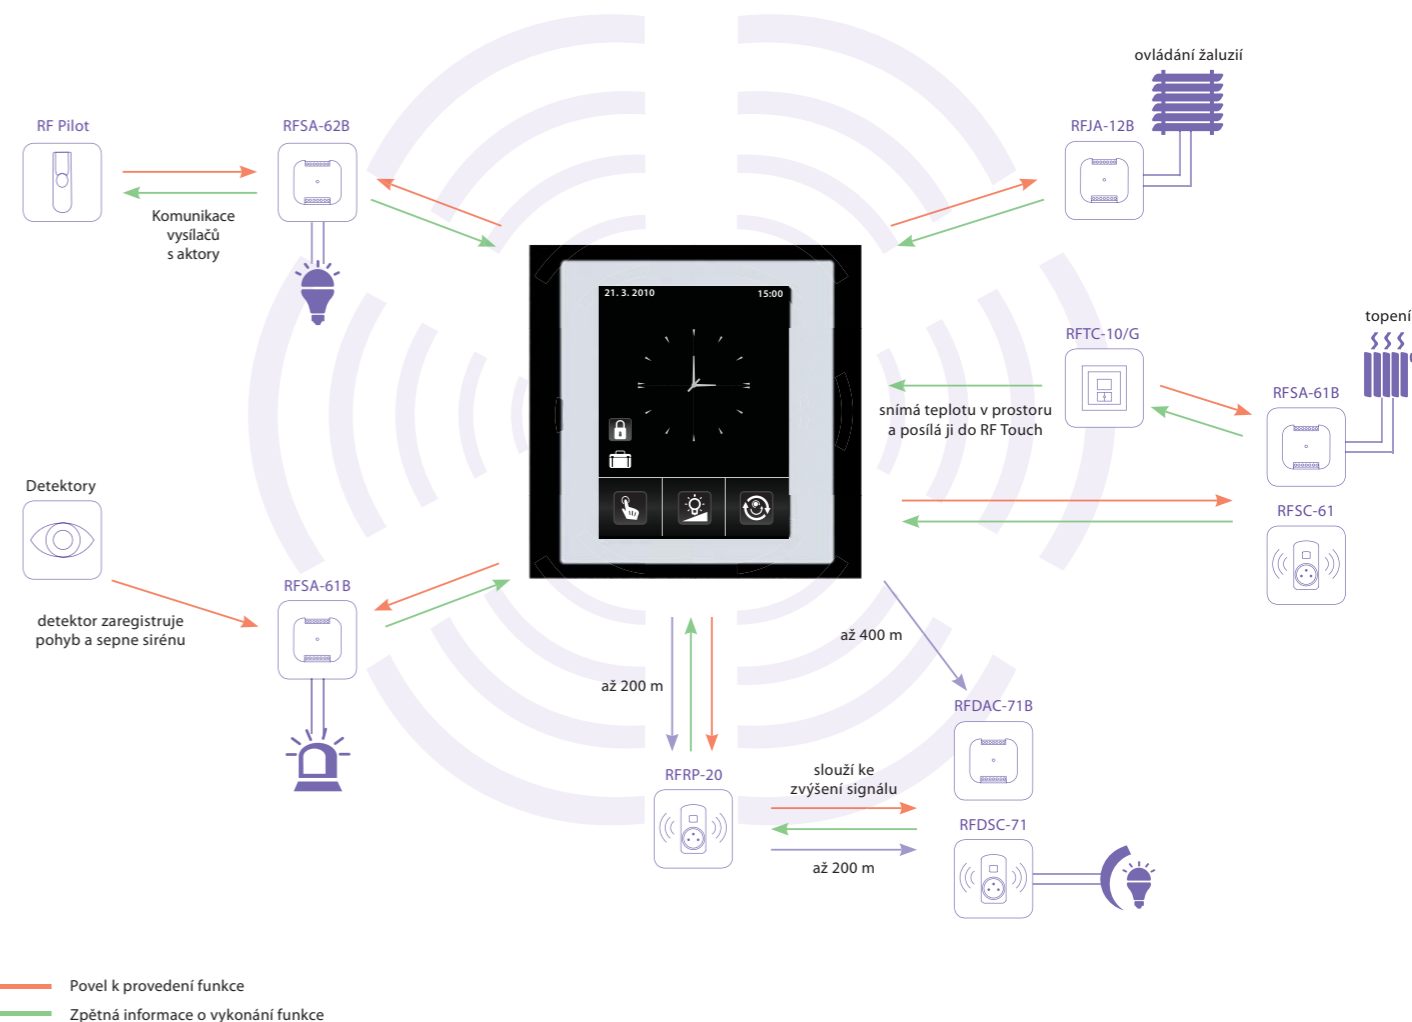 ovládání žaluzií
RF Pilot
RFSA-62B
RFJA-12B
Komunikace
vysílačů
s aktory
21. 3. 2010
15:00
topení
RFTC-10/G
RFSA-61B
snímá teplotu v prostoru
a posílá ji do RF Touch
Detektory
RFSC-61
RFSA-61B
detektor zaregistruje
pohyb a sepne sirénu
až 400 m
až 200 m
RFDAC-71B
RFRP-20
slouží ke
zvýšení signálu
RFDSC-71
až 200 m
Povel k provedení funkce
Zpětná informace o vykonání funkce